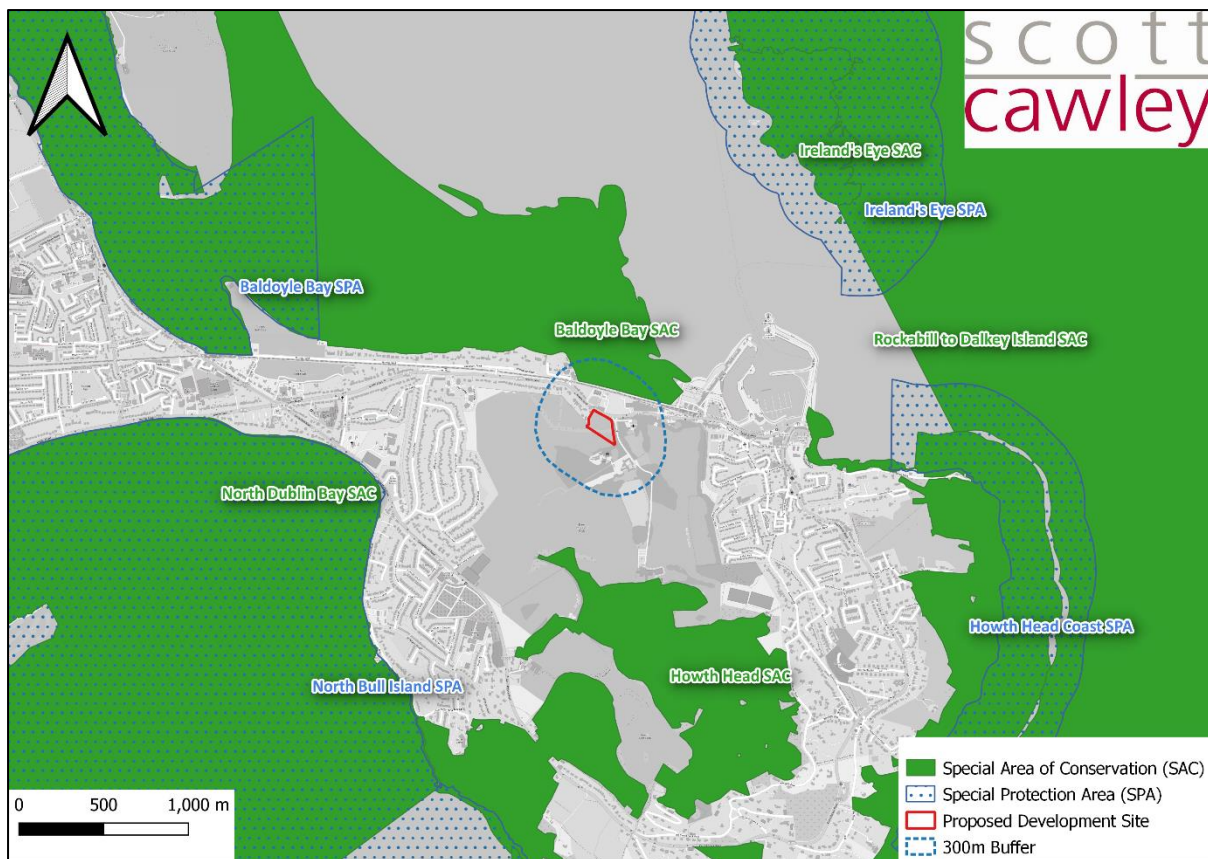 scott
cawley
Ireland's Eye SAC
Ireland's Eye SPA
Baldoyle Bay SPA
Baldoyle Bay SAC
Rockabill to Dalkey Island SAC
North Dublin Bay SAC
Howth Head Coast SPA
Howth Head SAC
North Bull Island SPA
Special Area of Conservation (SAC)
Special Protection Area (SPA)
Proposed Development Site
300m Buffer
0 500 1,000 m